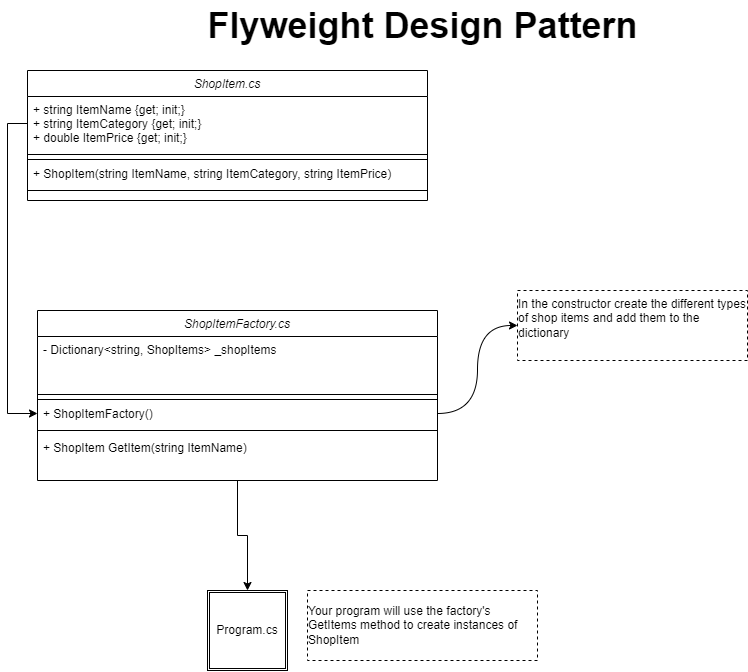 Flyweight Design Pattern
ShopItem.cs
+ string ItemName {get; init;}
+ string ItemCategory {get; init;}
+ double ItemPrice {get; init;}
+ ShopItem(string ItemName, string ItemCategory, string ItemPrice)
ShopItemFactory.cs
- Dictionary<string, ShopItems> _shopItems
+ ShopItemFactory()
+ ShopItem GetItem(string ItemName)
In the constructor create the different types
of shop items and add them to the
dictionary
Program.cs
Your program will use the factory's
GetItems method to create instances of
ShopItem